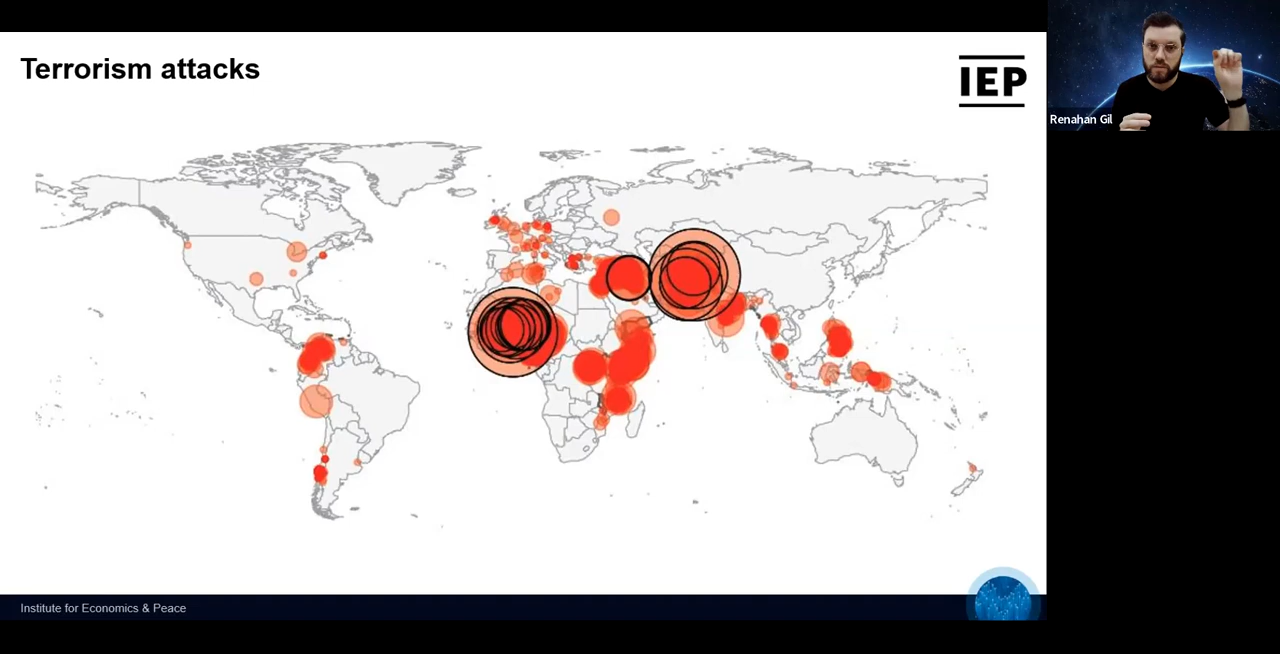 Terrorism attacks
IEP
Renahan Gil
Institute for Economics & Peace